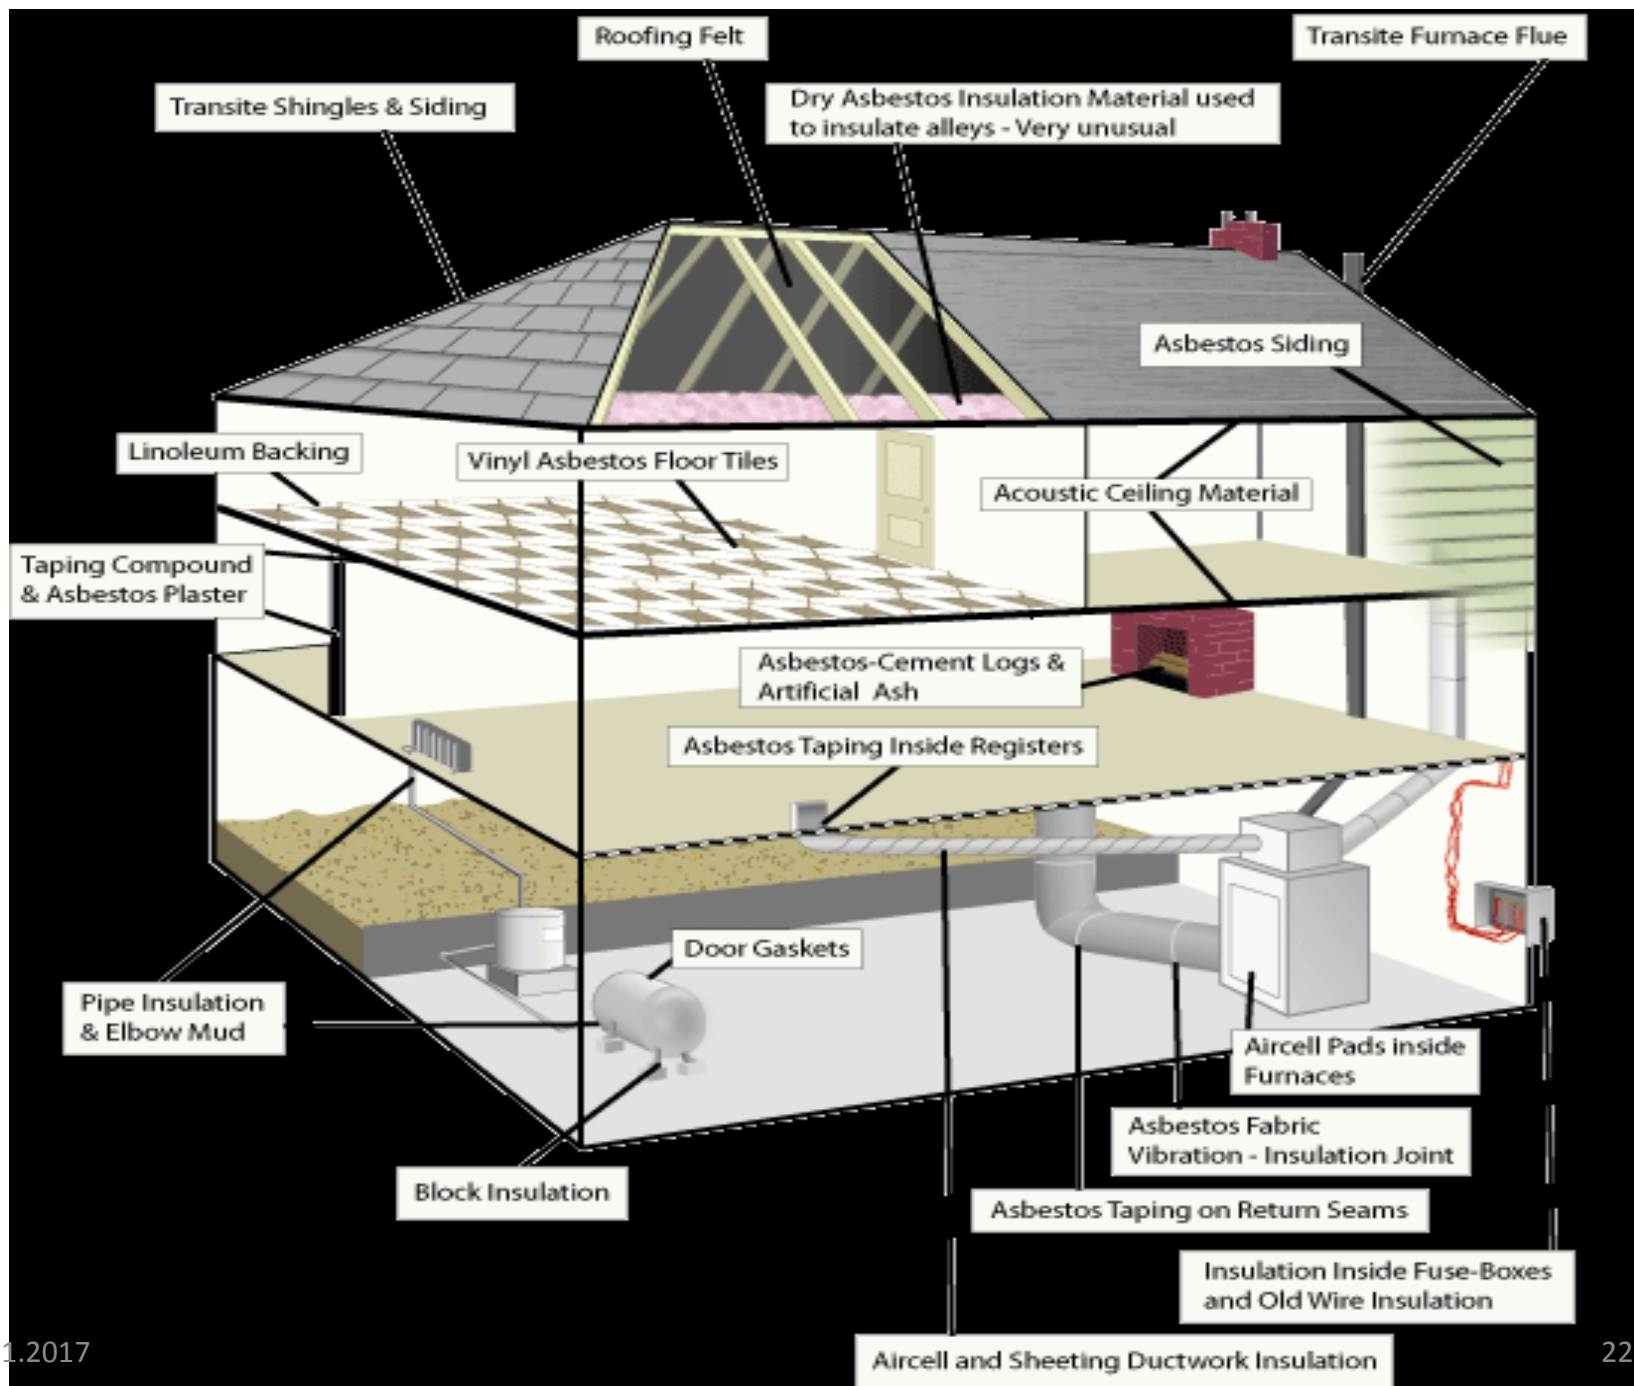 Roofing Felt
Transite Furnace Flue
Transite Shingles & Siding
Dry Asbestos Insulation Material used
to insulate alleys - Very unusual
Asbestos Siding
Linoleum Backing
Vinyl Asbestos Floor Tiles
Acoustic Ceiling Material
Taping Compound
& Asbestos Plaster
Asbestos-Cement Logs &
Artificial Ash
Asbestos Taping Inside Registers
Door Gaskets
Pipe Insulation
& Elbow Mud
Aircell Pads inside
Furnaces
Asbestos Fabric
Vibration - Insulation Joint
Block Insulation
Asbestos Taping on Return Seams
Insulation Inside Fuse-Boxes
and Old Wire Insulation
Aircell and Sheeting Ductwork Insulation
1.2017
22